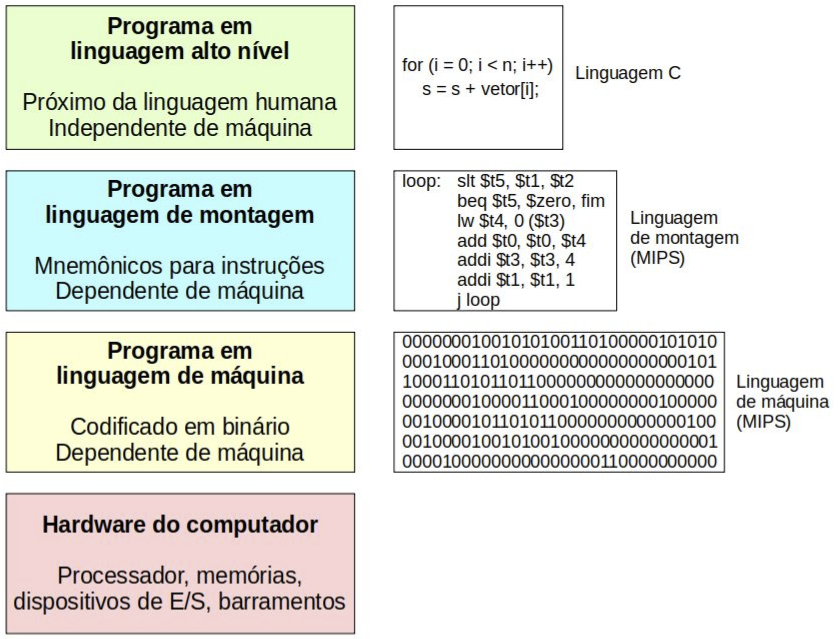 Programa em
linguagem alto nível
Próximo da linguagem humana
Independente de máquina
for (i = 0; i < n; i++)
s = s + vetor[i];
Linguagem C
Programa em
linguagem de montagem
Mnemônicos para instruções
Dependente de máquina
loop: slt $t5, $t1, $t2
beq $t5, $zero, fim
lw $t4, 0 ($t3)
add $t0, $t0, $t4
addi $t3, $t3, 4
addi $t1, $t1, 1
j loop
Linguagem
de montagem
(MIPS)
Programa em
linguagem de máquina
Codificado em binário
Dependente de máquina
00000001001010100110100000101010
00010001101000000000000000000101
10001101011011000000000000000000
00000001000011000100000000100000
00100001011010110000000000000100
00100001001010010000000000000001
00001000000000000000110000000000
Linguagem
de máquina
(MIPS)
Hardware do computador
Processador, memórias,
dispositivos de E/S, barramentos